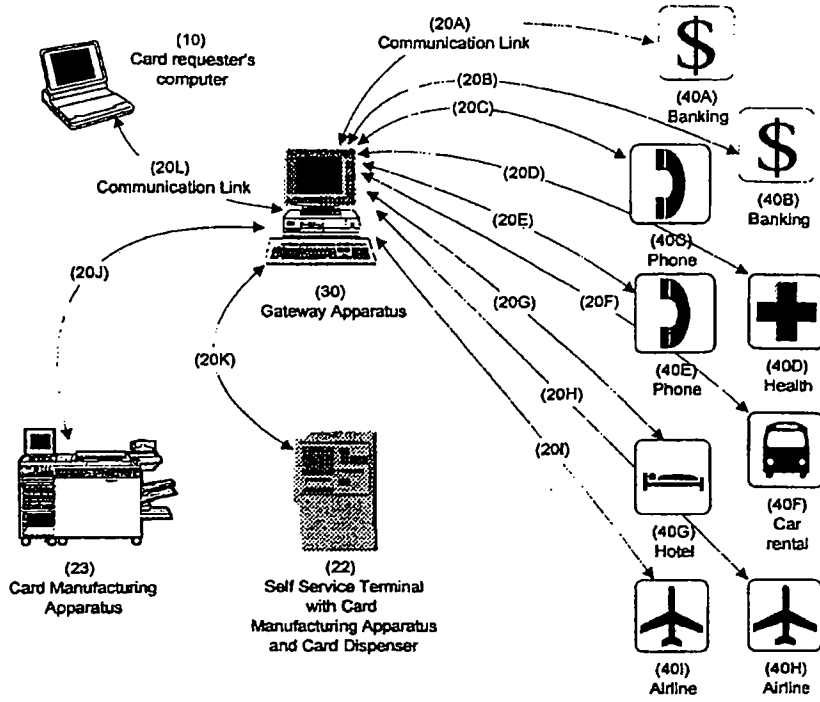 (10)
Card requester's
computer
(20A)
Communication Link
$
(40A)
Banking
(20B)
(20C)
$
(40B)
Banking
(20L)
Communication Link
(20D)
(40C)
Phone
(20E)
(20J)
(30)
Gateway Apparatus
(20G)
(20F)
(40E)
Phone
(40D)
Health
(20K)
(20H)
(20I)
(40G)
Hotel
(40F)
Car
rental
(23)
Card Manufacturing
Apparatus
(22)
Self Service Terminal
with Card
Manufacturing Apparatus
and Card Dispenser
(40I)
Airline
(40H)
Airline